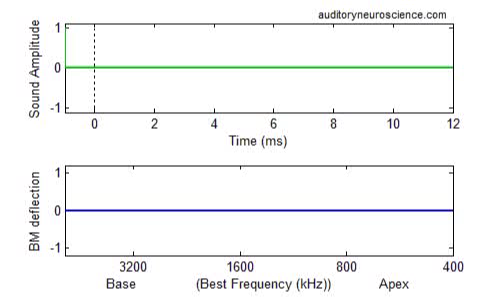 auditoryneuroscience.com
1
0
-1
Sound Amplitude
0 2 4 6 8 10 12
Time (ms)
1
0
-1
BM deflection
3200 1600 800 400
Base (Best Frequency (kHz)) Apex